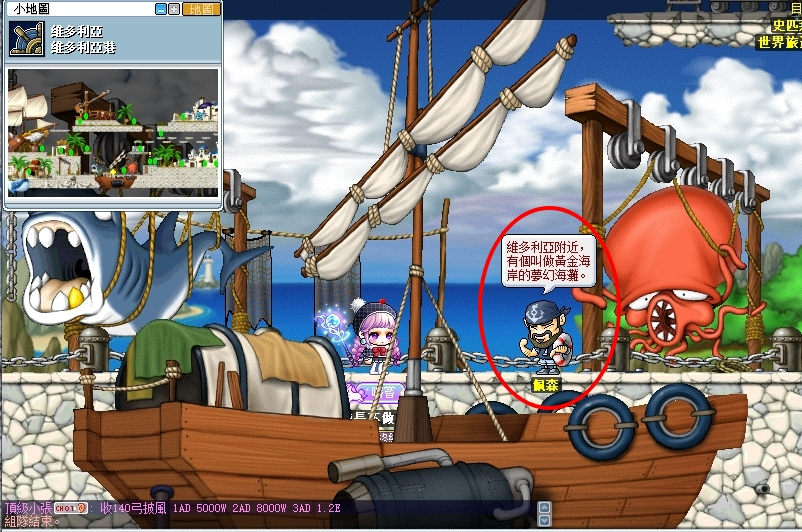 小地圖
地圖
維多利亞
維多利亞巷
世界旅
維多利亞附近，
有個叫做黃金海
岸的夢幻海灘。
佩森
頂級小張 CH01 : 收140弓披風 1AD 5000W 2AD 8000W 3AD 1.2E
組隊結束。